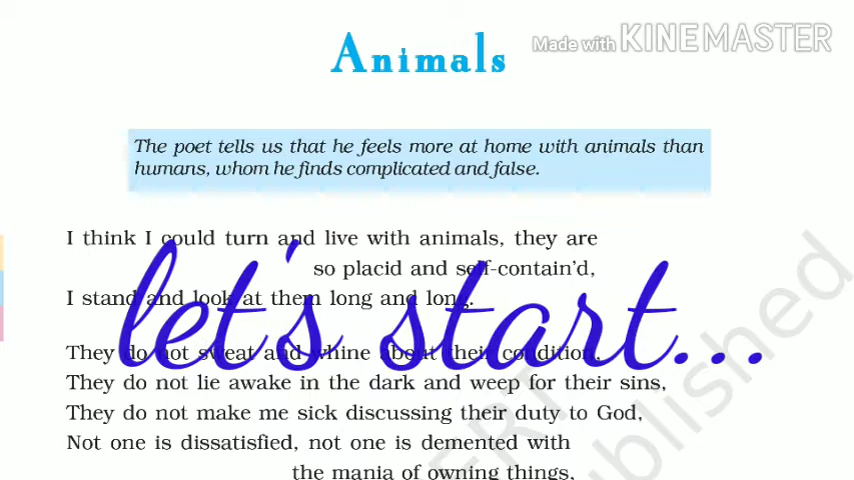 Animals
Made with KINEMASTER
The poet tells us that he feels more at home with animals than
humans, whom he finds complicated and false.
I think I could turn and live with animals, they are
so placid and self-contain'd,
I stand and look at them long and long.
let's start...
They do not sweat and whine about their condition,
They do not lie awake in the dark and weep for their sins,
They do not make me sick discussing their duty to God,
Not one is dissatisfied, not one is demented with
the mania of owning things,